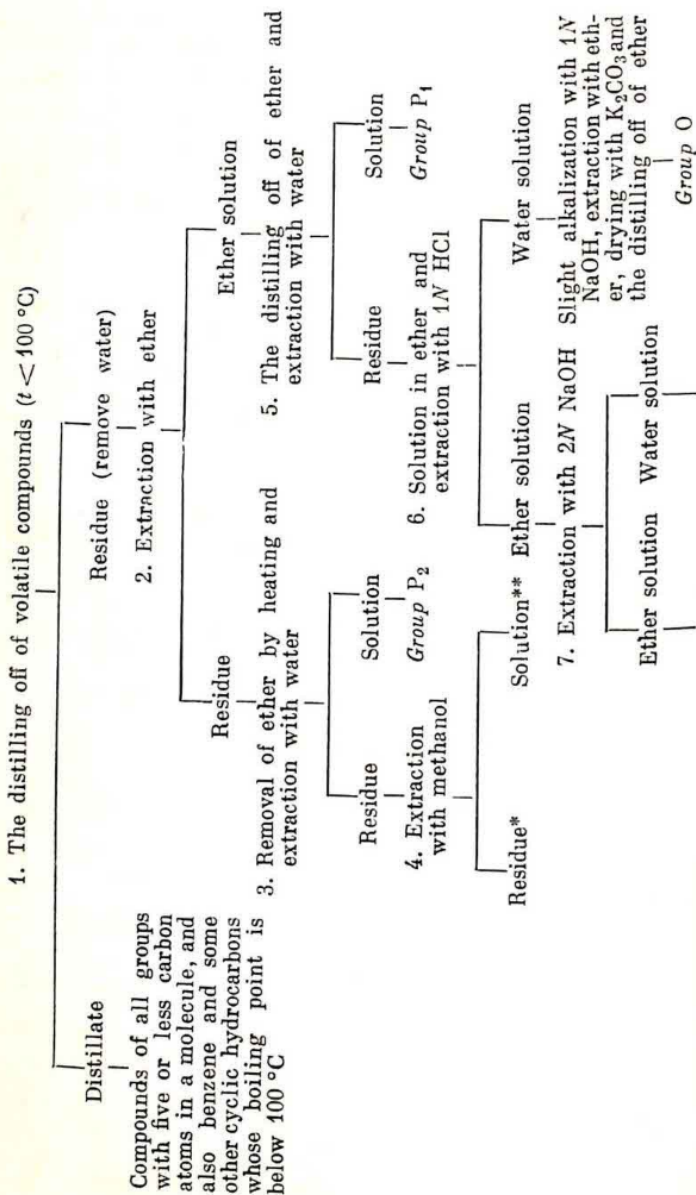 1. The distilling off of volatile compounds (t < 100 °C)
Distillate
Compounds of all groups
with five or less carbon
atoms in a molecule, and
also benzene and some
other cyclic hydrocarbons
whose boiling point is
below 100 °C
Residue (remove water)
2. Extraction with ether
Residue
3. Removal of ether by heating and
extraction with water
Residue
4. Extraction
with methanol
Residue*
Solution**
Solution
Group P₂
Ether solution
5. The distilling off of ether and
extraction with water
Residue
6. Solution in ether and
extraction with 1N HCl
Solution
Group P₁
Ether solution
7. Extraction with 2N NaOH
Ether solution
Water solution
Water solution
Slight alkalization with 1N
NaOH, extraction with eth-
er, drying with K₂CO₃ and
the distilling off of ether
Group O